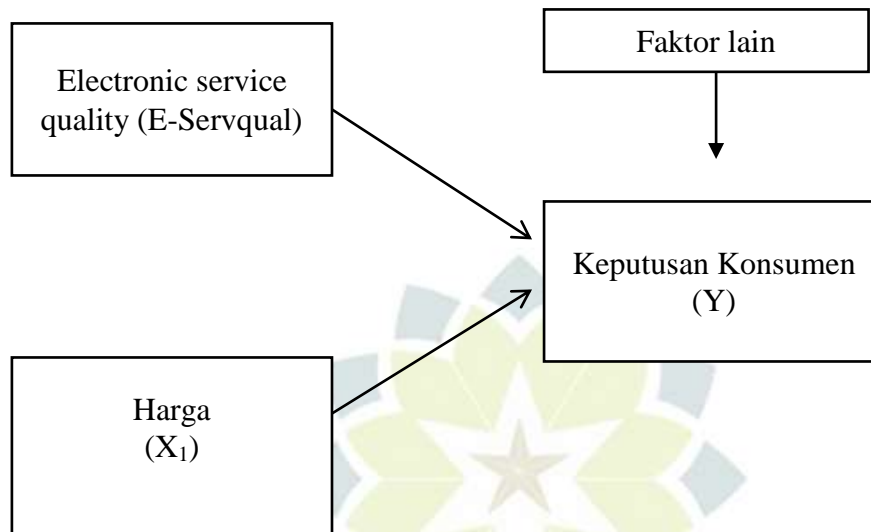 Faktor lain
Electronic service
quality (E-Servqual)
Keputusan Konsumen
(Y)
Harga
(X₁)